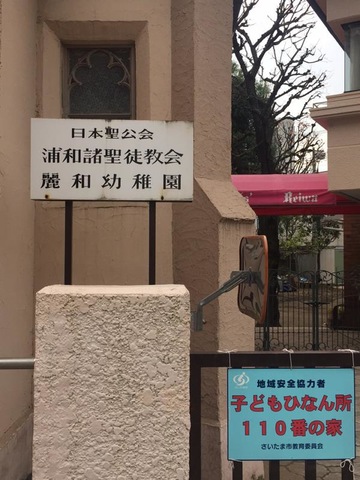 日本聖公会
浦和諸聖徒教会
麗和幼稚園
Reiwa
地域安全協力者
子どもひなん所
110番の家
さいたま市教育委員会